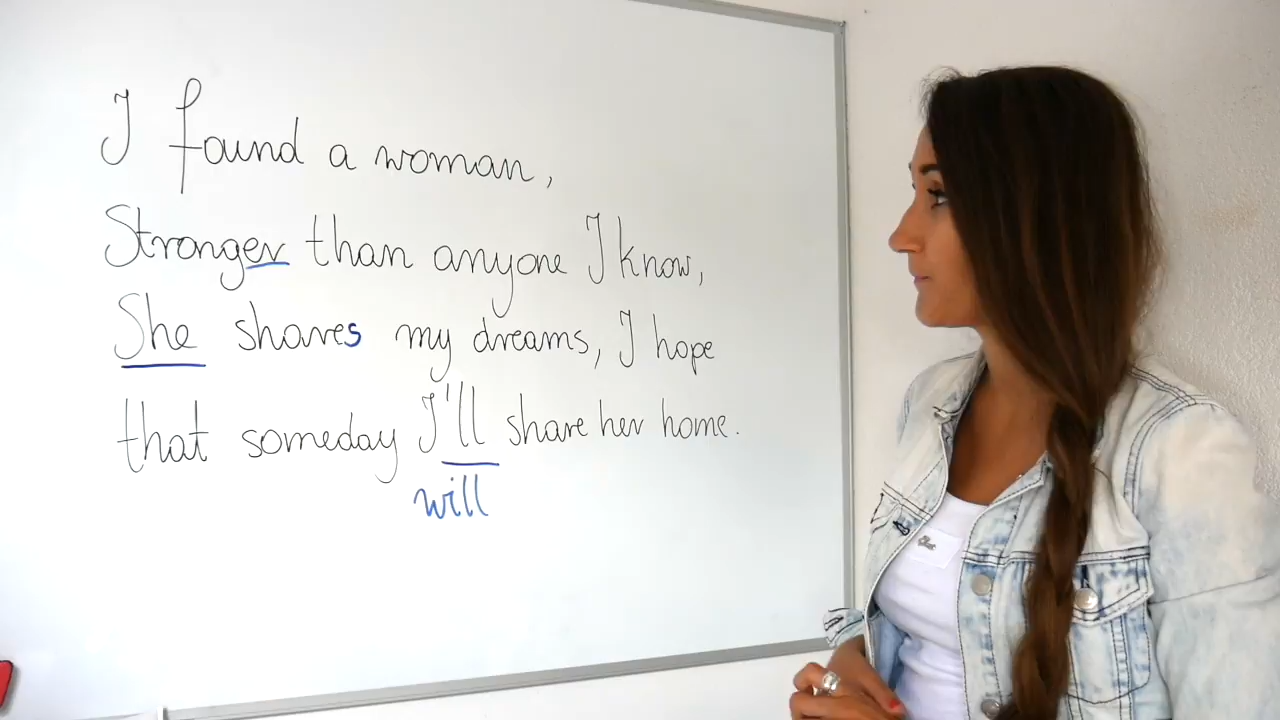 I found a woman,
Stronger than anyone I know,
She shares my dreams, I hope
that someday I'll share her home.
will